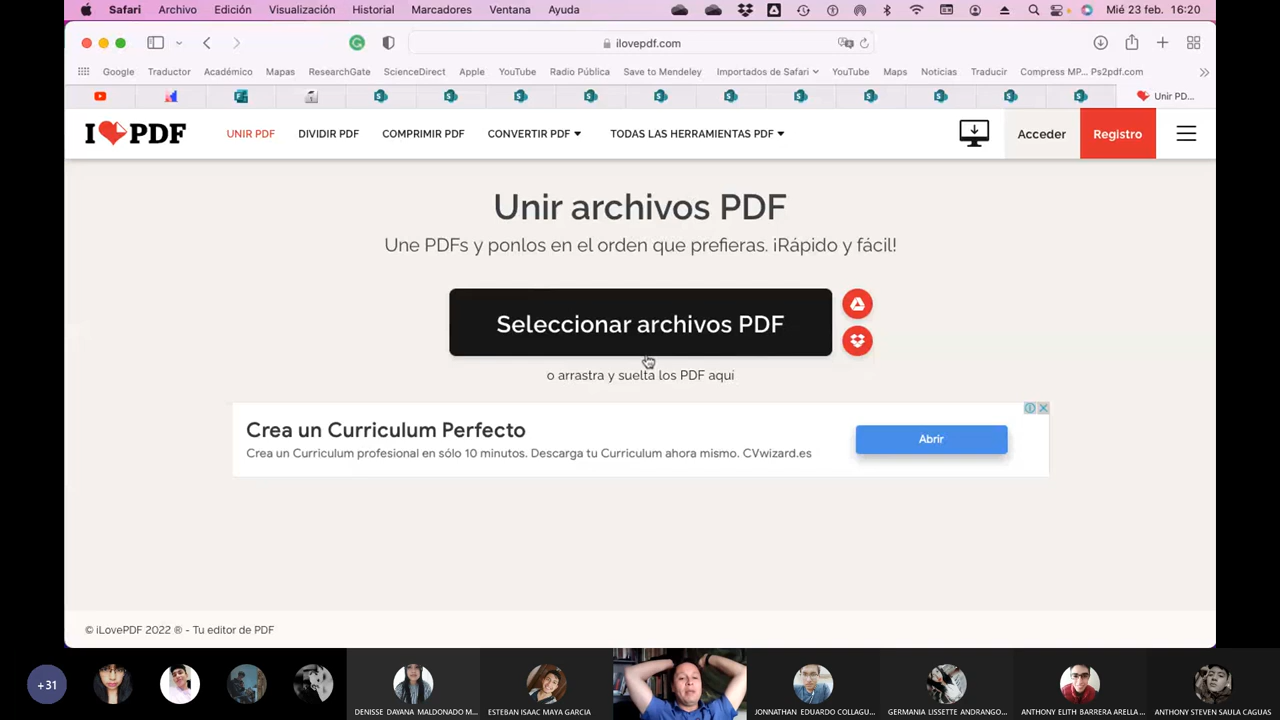 Safari Archivo Edición Visualización Historial Marcadores Ventana Ayuda Mié 23 feb. 16:20
ilovepdf.com
Google Traductor Académico Mapas ResearchGate ScienceDirect Apple YouTube Radio Pública Save to Mendeley Importados de Safari YouTube Maps Noticias Traducir Compress MP... Ps2pdf.com
Unir PD...
I PDF UNIR PDF DIVIDIR PDF COMPRIMIR PDF CONVERTIR PDF TODAS LAS HERRAMIENTAS PDF Acceder Registro
Unir archivos PDF
Une PDFs y ponlos en el orden que prefieras. ¡Rápido y fácil!
Seleccionar archivos PDF
o arrastra y suelta los PDF aquí
Crea un Curriculum Perfecto
Crea un Curriculum profesional en sólo 10 minutos. Descarga tu Curriculum ahora mismo. CVwizard.es
Abrir
© iLovePDF 2022 ® - Tu editor de PDF
+31
DENISSE DAYANA MALDONADO M... ESTEBAN ISAAC MAYA GARCIA JONNATHAN EDUARDO COLLAGU... GERMANIA LISSETTE ANDRANGO... ANTHONY ELITH BARRERA ARELLA... ANTHONY STEVEN SAULA CAGUAS